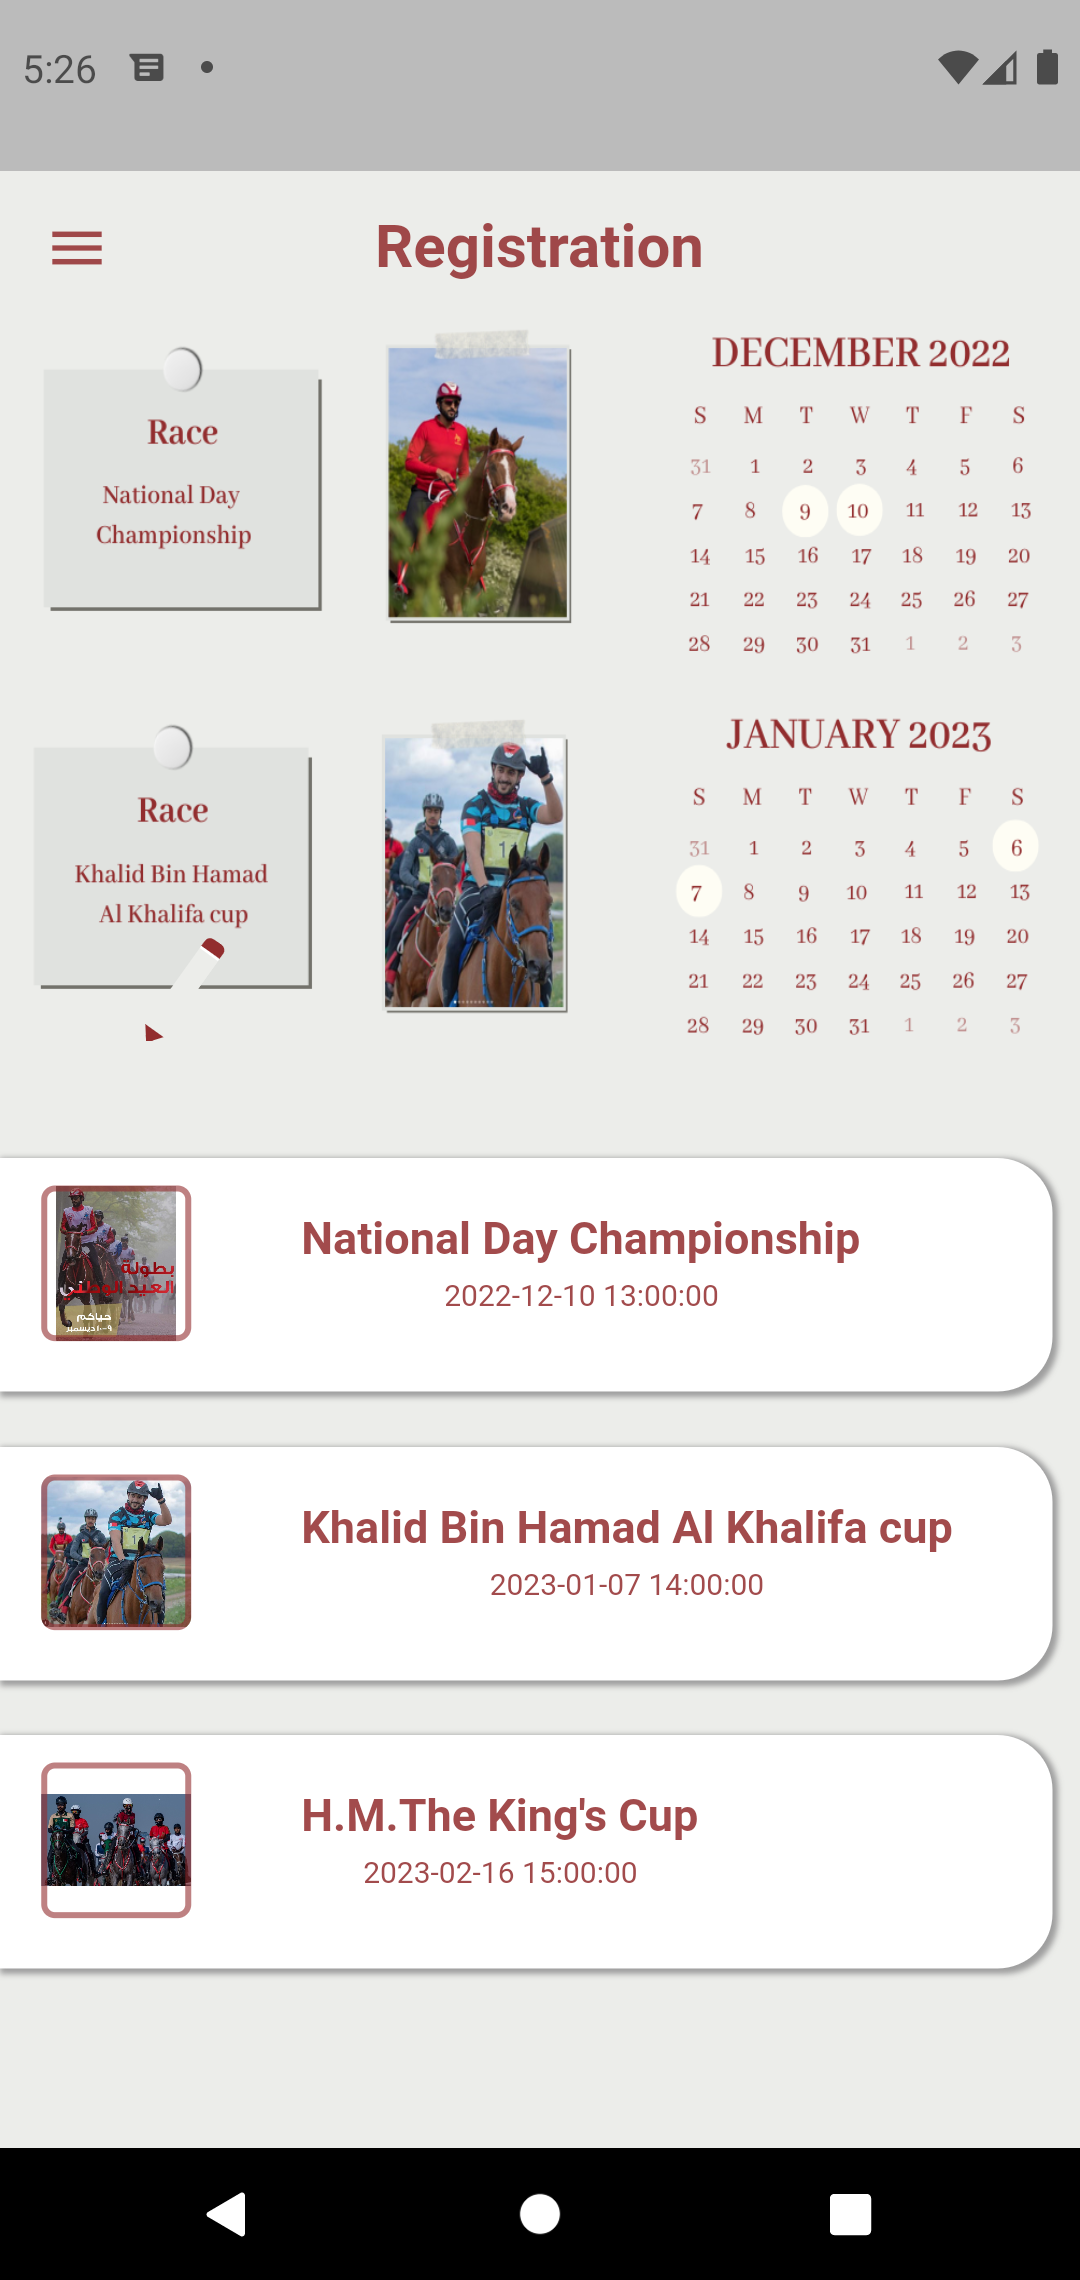 5:26
Registration
Race
National Day
Championship
DECEMBER 2022
S M T W T F S
31 1 2 3 4 5 6
7 8 9 10 11 12 13
14 15 16 17 18 19 20
21 22 23 24 25 26 27
28 29 30 31 1 2 3
Race
Khalid Bin Hamad
Al Khalifa cup
1
JANUARY 2023
S M T W T F S
31 1 2 3 4 5 6
7 8 9 10 11 12 13
14 15 16 17 18 19 20
21 22 23 24 25 26 27
28 29 30 31 1 2 3
بطولة
العيد الوطني
حياكم
٩-١٠ ديسمبر
National Day Championship
2022-12-10 13:00:00
1
Khalid Bin Hamad Al Khalifa cup
2023-01-07 14:00:00
H.M.The King's Cup
2023-02-16 15:00:00